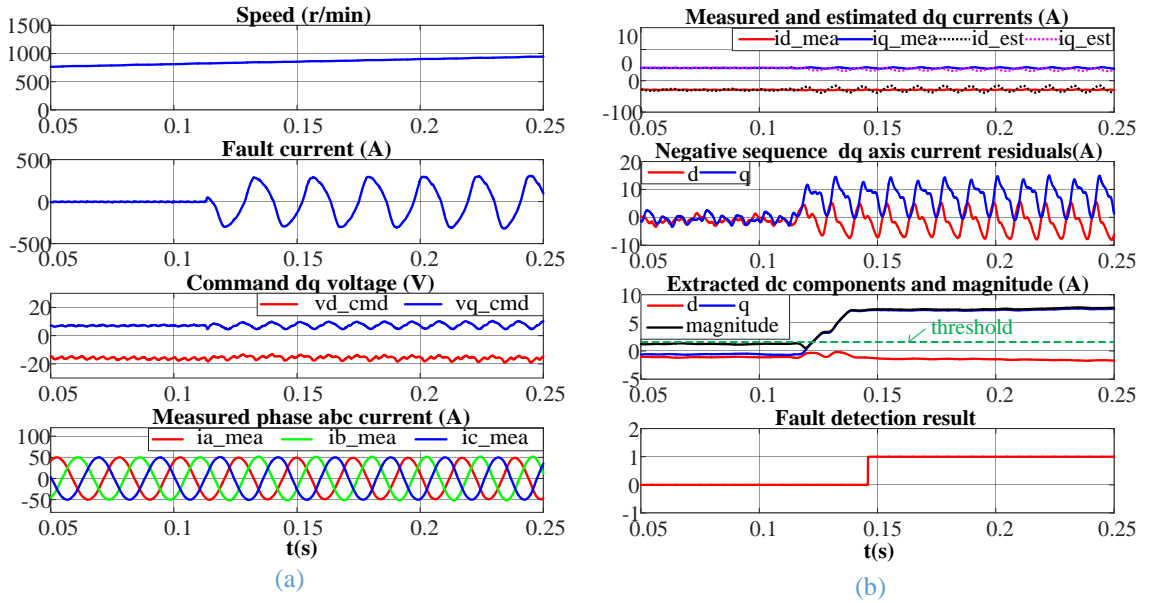 Speed (r/min)
1500
1000
500
0
0.05 0.1 0.15 0.2 0.25
Fault current (A)
500
0
-500
0.05 0.1 0.15 0.2 0.25
Command dq voltage (V)
vd_cmd vq_cmd
20
0
-20
0.05 0.1 0.15 0.2 0.25
Measured phase abc current (A)
ia_mea ib_mea ic_mea
100
50
0
-50
0.05 0.1 0.15 0.2 0.25
t(s)
(a)
Measured and estimated dq currents (A)
id_mea iq_mea id_est iq_est
10
0
-100
0.05 0.1 0.15 0.2 0.25
Negative sequence dq axis current residuals(A)
d q
20
10
0
-10
0.05 0.1 0.15 0.2 0.25
Extracted dc components and magnitude (A)
d q
magnitude
threshold
10
5
0
-5
0.05 0.1 0.15 0.2 0.25
Fault detection result
2
1
0
-1
0.05 0.1 0.15 0.2 0.25
t(s)
(b)